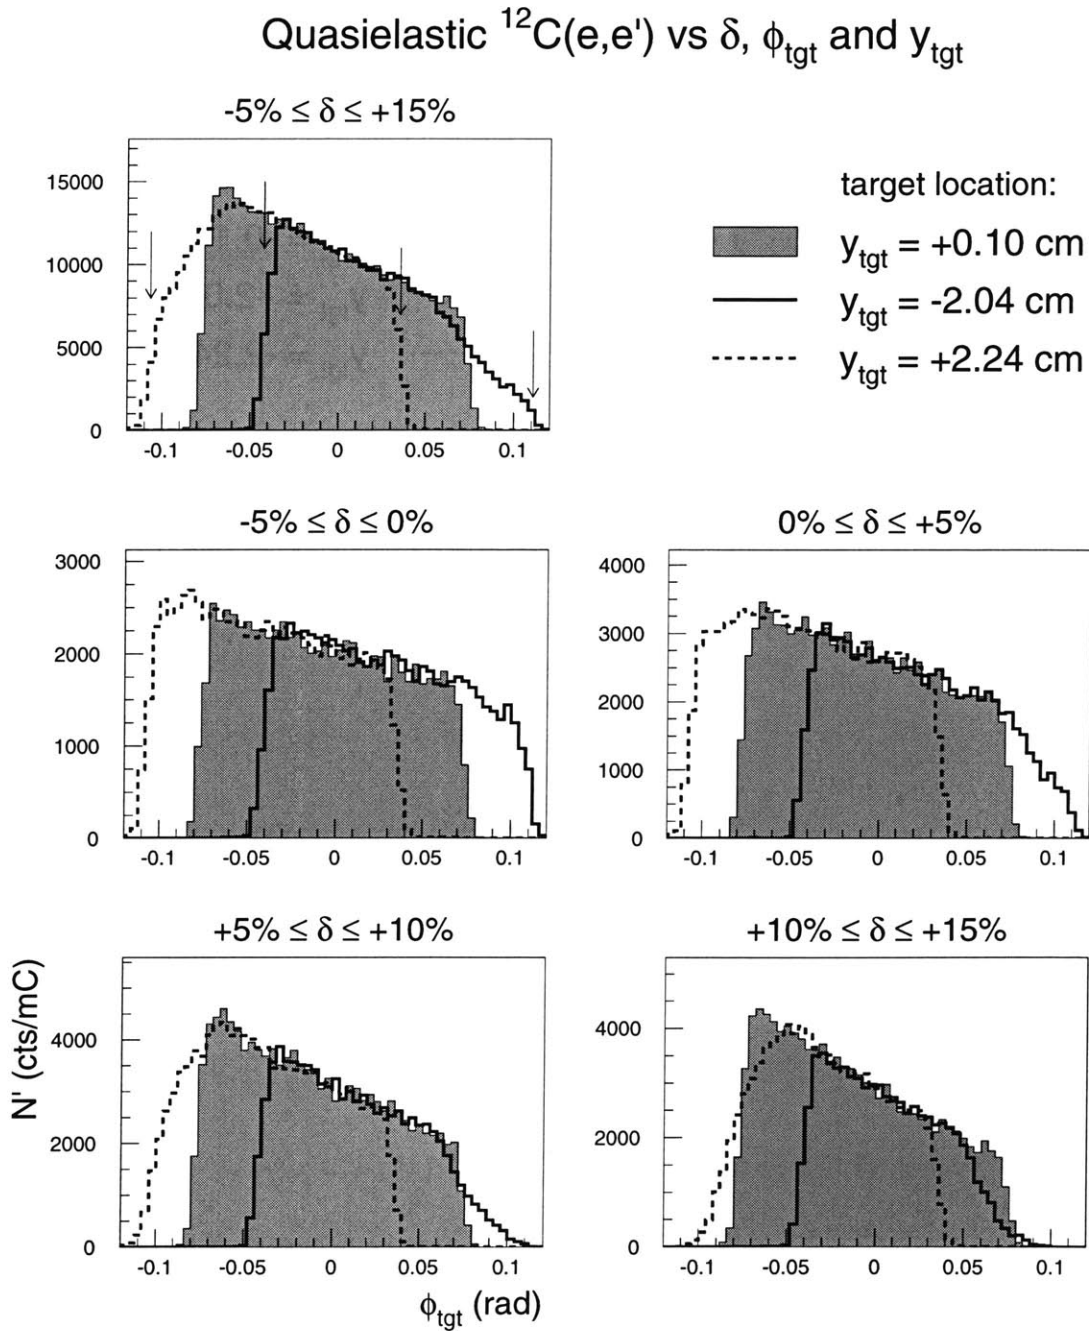 Quasielastic ¹²C(e,e') vs δ, ϕtgt and ytgt
-5% ≤ δ ≤ +15%
15000
10000
5000
0
-0.1 -0.05 0 0.05 0.1
target location:
ytgt = +0.10 cm
ytgt = -2.04 cm
ytgt = +2.24 cm
-5% ≤ δ ≤ 0%
3000
2000
1000
0
-0.1 -0.05 0 0.05 0.1
0% ≤ δ ≤ +5%
4000
3000
2000
1000
0
-0.1 -0.05 0 0.05 0.1
+5% ≤ δ ≤ +10%
N' (cts/mC)
4000
2000
0
-0.1 -0.05 0 0.05 0.1
ϕtgt (rad)
+10% ≤ δ ≤ +15%
4000
2000
0
-0.1 -0.05 0 0.05 0.1